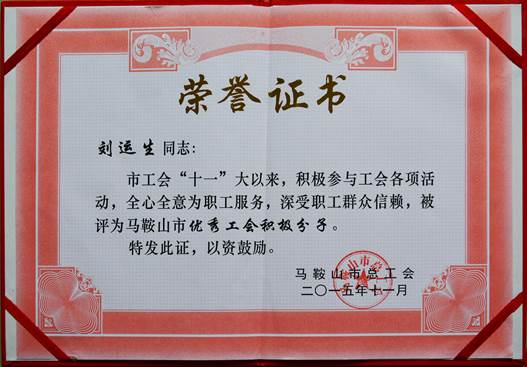 荣誉证书
刘运生同志：
市工会“十一”大以来，积极参与工会各项活
动，全心全意为职工服务，深受职工群众信赖，被
评为马鞍山市优秀工会积极分子。
特发此证，以资鼓励。
马鞍山市总工会
二〇一五年十一月